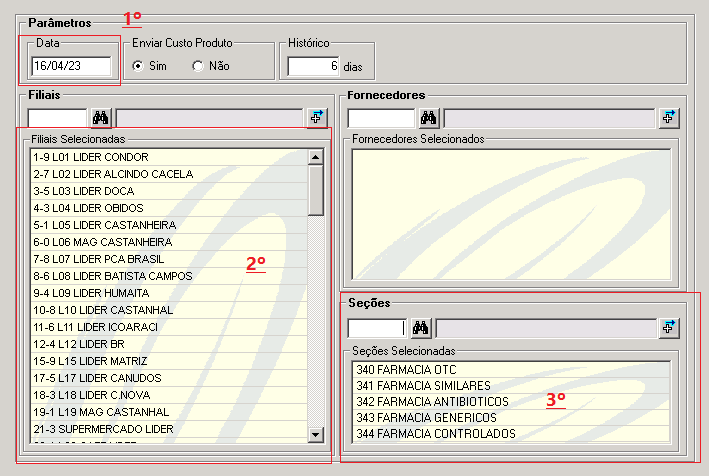 Parâmetros
1º
Data
Enviar Custo Produto
Histórico
16/04/23
Sim
Não
6 dias
Filiais
Fornecedores
Filiais Selecionadas
Fornecedores Selecionados
1-9 L01 LIDER CONDOR
2-7 L02 LIDER ALCINDO CACELA
3-5 L03 LIDER DOCA
4-3 L04 LIDER OBIDOS
5-1 L05 LIDER CASTANHEIRA
6-0 L06 MAG CASTANHEIRA
7-8 L07 LIDER PCA BRASIL
8-6 L08 LIDER BATISTA CAMPOS
9-4 L09 LIDER HUMAITA
10-8 L10 LIDER CASTANHAL
11-6 L11 LIDER ICOARACI
12-4 L12 LIDER BR
15-9 L15 LIDER MATRIZ
17-5 L17 LIDER CANUDOS
18-3 L18 LIDER C.NOVA
19-1 L19 MAG CASTANHAL
21-3 SUPERMERCADO LIDER
2º
Seções
Seções Selecionadas
340 FARMACIA OTC
341 FARMACIA SIMILARES
342 FARMACIA ANTIBIOTICOS
343 FARMACIA GENERICOS
344 FARMACIA CONTROLADOS
3º